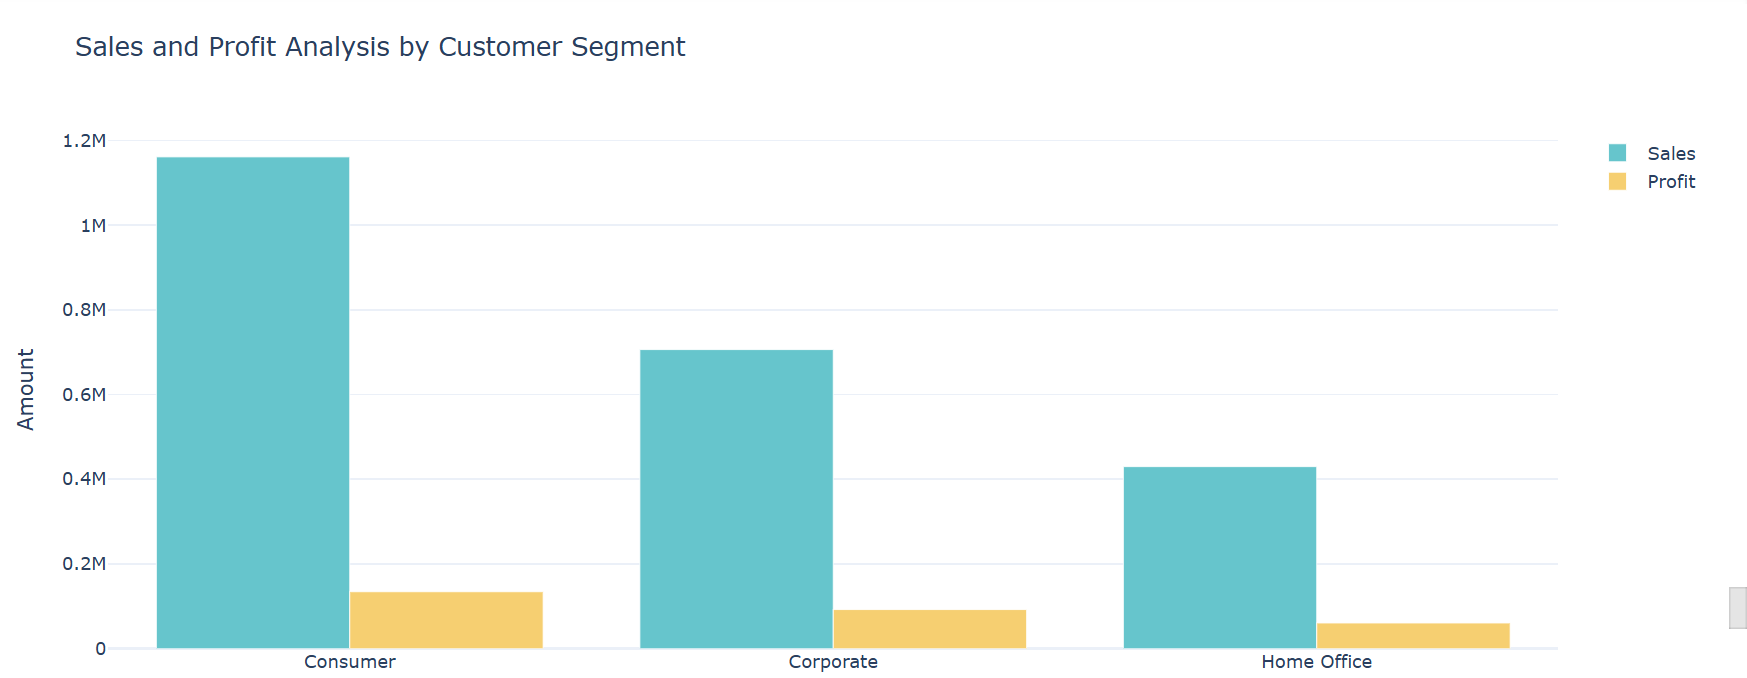 Sales and Profit Analysis by Customer Segment
1.2M
1M
0.8M
0.6M
0.4M
0.2M
0
Amount
Consumer
Corporate
Home Office
Sales
Profit